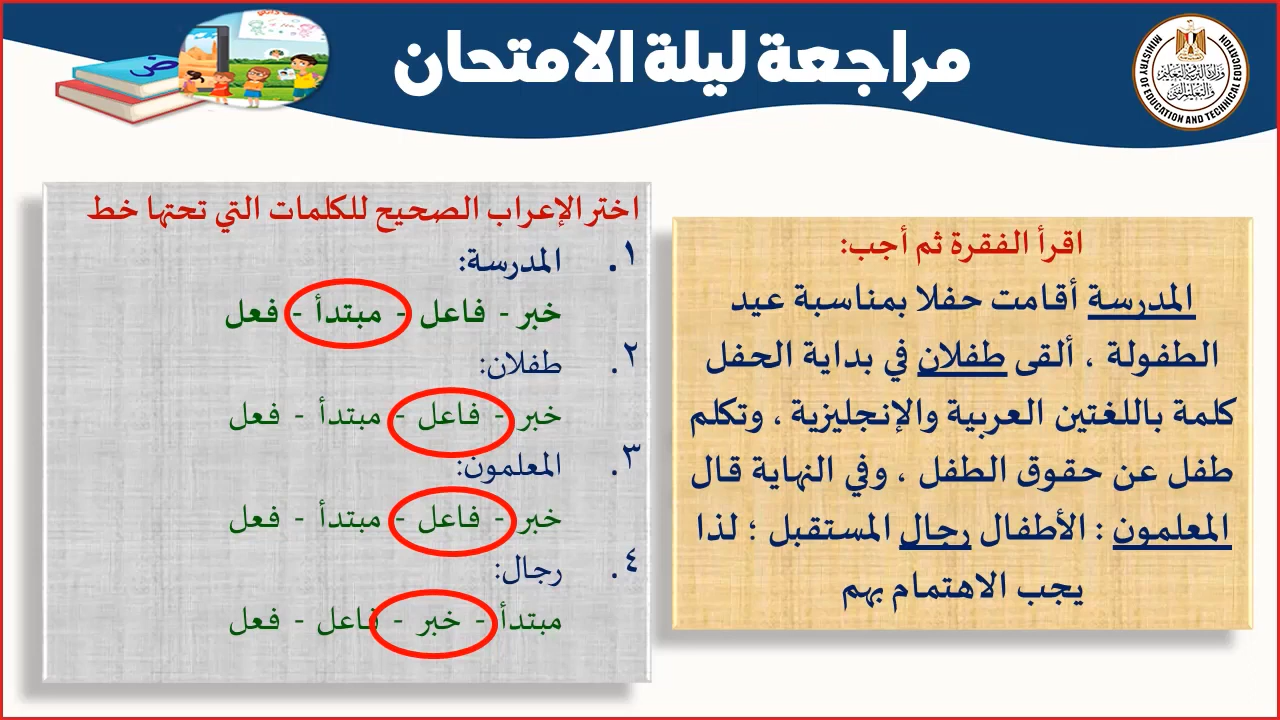 مراجعة ليلة الامتحان
وزارة التربية والتعليم
والتعليم الفني
MINISTRY OF EDUCATION AND TECHNICAL EDUCATION
ض
اقرأ الفقرة ثم أجب:
المدرسة أقامت حفلا بمناسبة عيد
الطفولة ، ألقى طفلان في بداية الحفل
كلمة باللغتين العربية والإنجليزية ، وتكلم
طفل عن حقوق الطفل ، وفي النهاية قال
المعلمون : الأطفال رجال المستقبل ؛ لذا
يجب الاهتمام بهم
اختر الإعراب الصحيح للكلمات التي تحتها خط
١. المدرسة:
خبر - فاعل - مبتدأ - فعل
٢. طفلان:
خبر - فاعل - مبتدأ - فعل
٣. المعلمون:
خبر - فاعل - مبتدأ - فعل
٤. رجال:
مبتدأ - خبر - فاعل - فعل